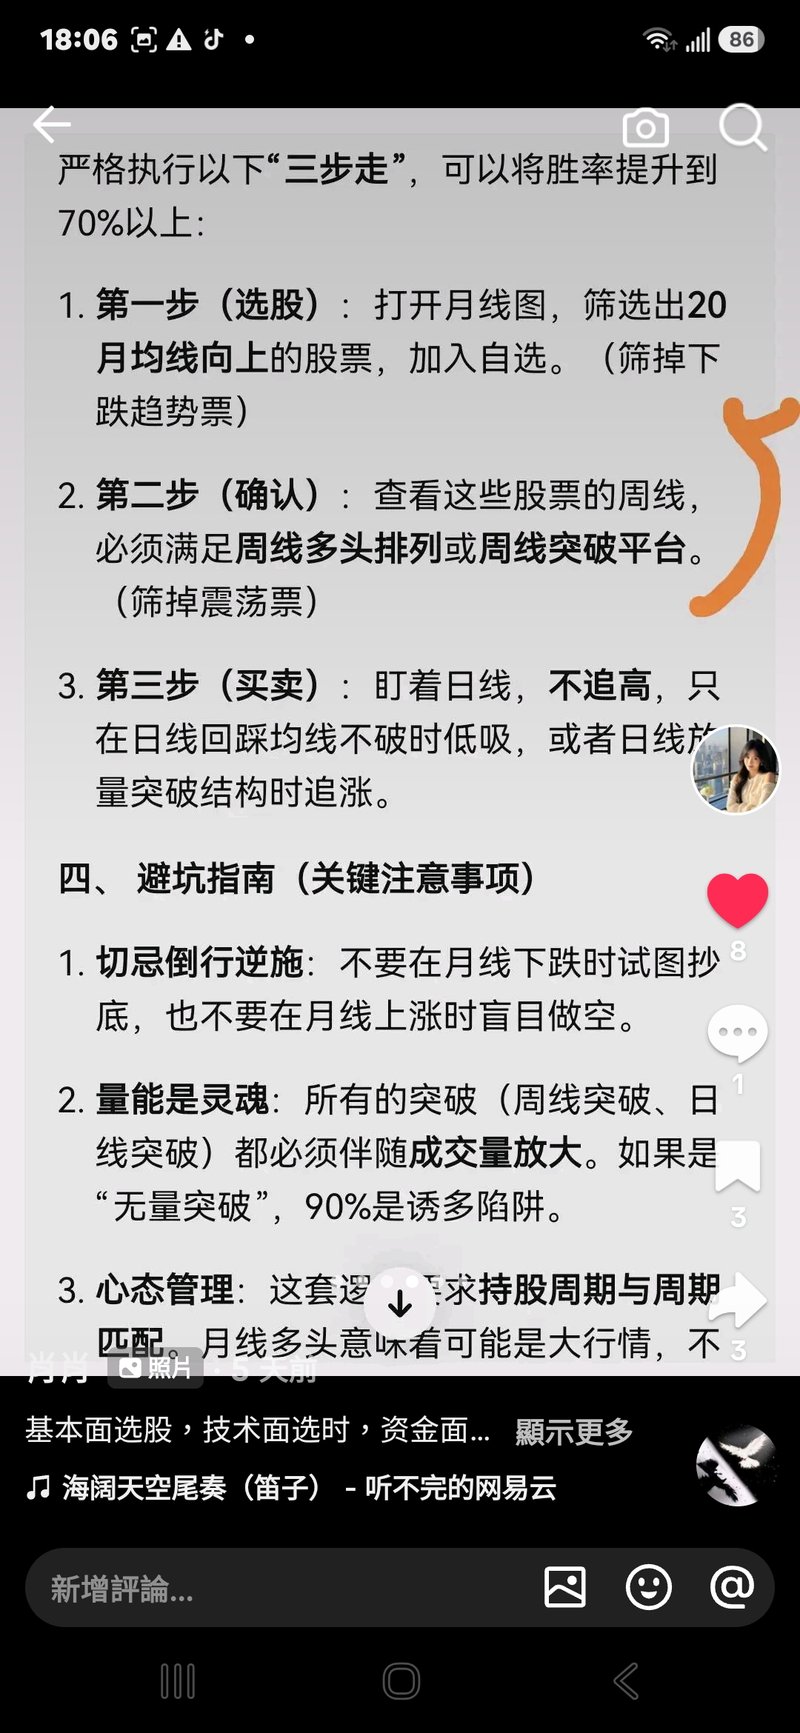 18:06
86
严格执行以下“三步走”，可以将胜率提升到
70%以上：
1. 第一步（选股）：打开月线图，筛选出20
月均线向上的股票，加入自选。（筛掉下
跌趋势票）
2. 第二步（确认）：查看这些股票的周线，
必须满足周线多头排列或周线突破平台。
（筛掉震荡票）
3. 第三步（买卖）：盯着日线，不追高，只
在日线回踩均线不破时低吸，或者日线放
量突破结构时追涨。
四、 避坑指南（关键注意事项）
8
1. 切忌倒行逆施：不要在月线下跌时试图抄
底，也不要在月线上涨时盲目做空。
1
2. 量能是灵魂：所有的突破（周线突破、日
线突破）都必须伴随成交量放大。如果是
“无量突破”，90%是诱多陷阱。
3
3. 心态管理：这套逻 要求持股周期与周期
匹配。月线多头意味着可能是大行情，不
3
肖肖 照片 · 5 天前
基本面选股，技术面选时，资金面... 顯示更多
海阔天空尾奏（笛子） - 听不完的网易云
新增評論...